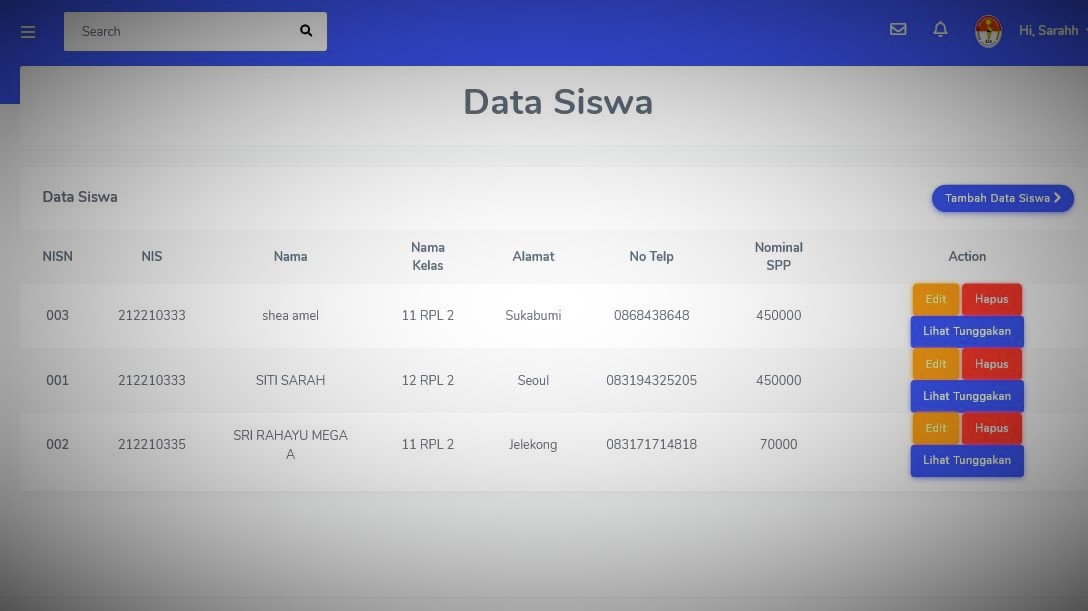 Search
Hi, Sarahh
Data Siswa
Data Siswa
Tambah Data Siswa
NISN NIS Nama Nama Kelas Alamat No Telp Nominal SPP Action
003 212210333 shea amel 11 RPL 2 Sukabumi 0868438648 450000 Edit Hapus
Lihat Tunggakan
001 212210333 SITI SARAH 12 RPL 2 Seoul 083194325205 450000 Edit Hapus
Lihat Tunggakan
002 212210335 SRI RAHAYU MEGA A 11 RPL 2 Jelekong 083171714818 70000 Edit Hapus
Lihat Tunggakan